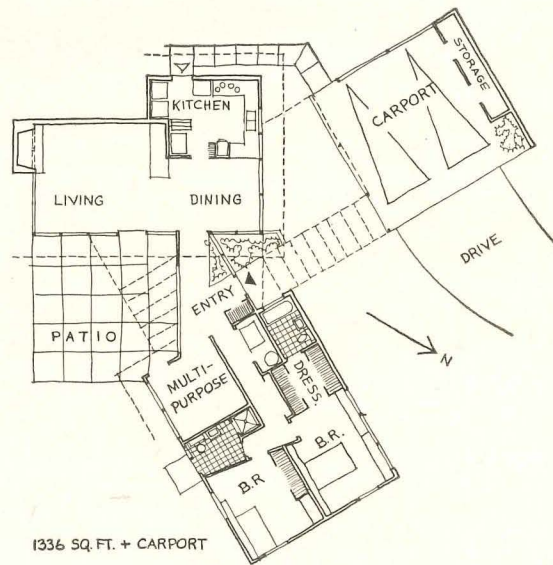 STORAGE
KITCHEN
CARPORT
LIVING
DINING
DRIVE
ENTRY
PATIO
N
MULTI-
PURPOSE
DRESS.
B.R.
B.R
1336 SQ. FT. + CARPORT